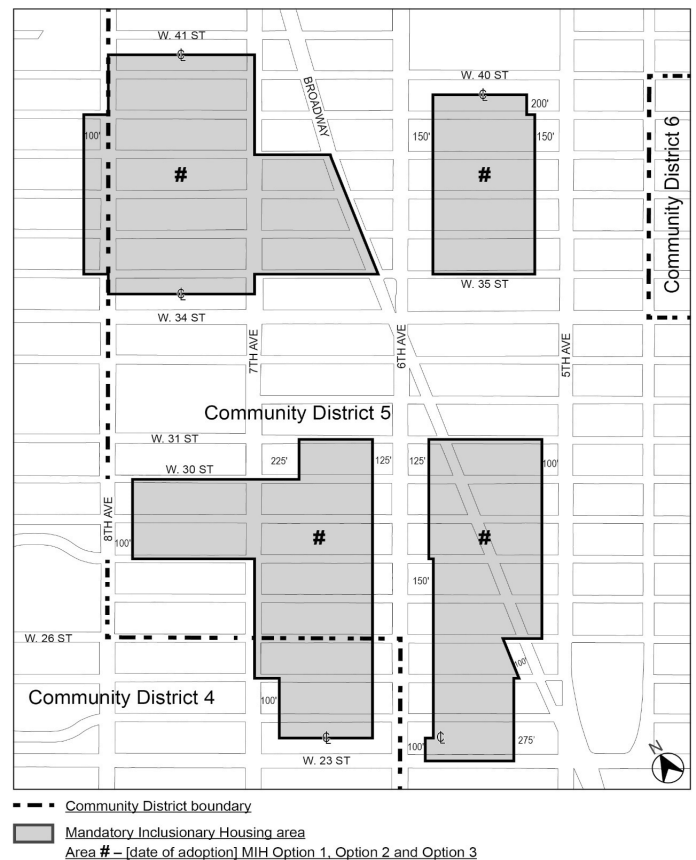 W. 41 ST
℄
W. 40 ST
℄
200'
BROADWAY
100'
150'
150'
Community District 6
#
#
W. 35 ST
℄
W. 34 ST
7TH AVE
6TH AVE
5TH AVE
Community District 5
W. 31 ST
225'
125'
125'
100'
W. 30 ST
8TH AVE
#
#
100'
150'
W. 26 ST
100'
Community District 4
100'
℄
℄
100'
275'
W. 23 ST
N
Community District boundary
Mandatory Inclusionary Housing area
Area # – [date of adoption] MIH Option 1, Option 2 and Option 3